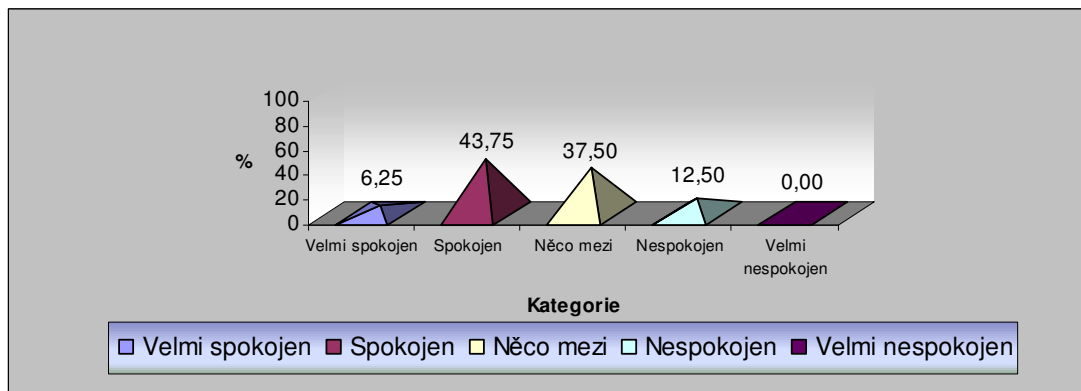 100
80
60
40
20
0
%
6,25
43,75
37,50
12,50
0,00
Velmi spokojen
Spokojen
Něco mezi
Nespokojen
Velmi
nespokojen
Kategorie
Velmi spokojen Spokojen Něco mezi Nespokojen Velmi nespokojen